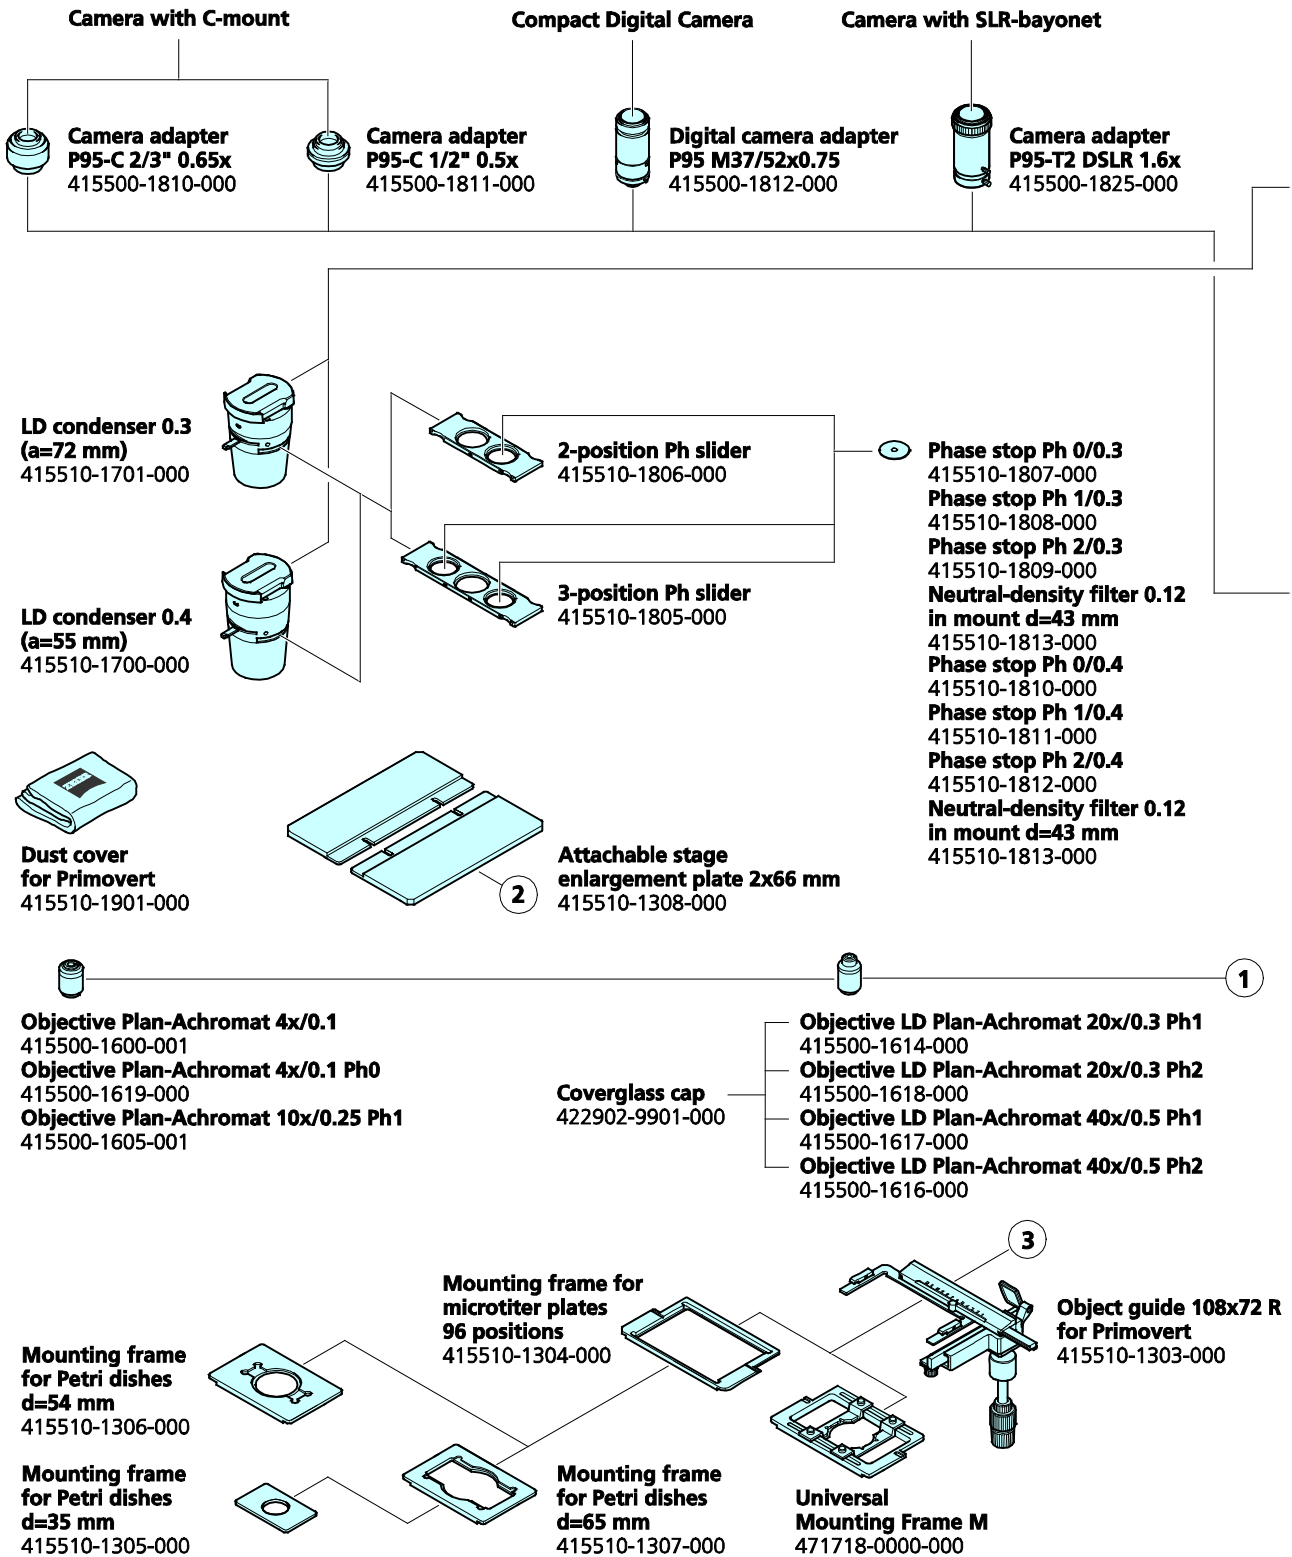 Camera with C-mount
Compact Digital Camera
Camera with SLR-bayonet
Camera adapter
P95-C 2/3" 0.65x
415500-1810-000
Camera adapter
P95-C 1/2" 0.5x
415500-1811-000
Digital camera adapter
P95 M37/52x0.75
415500-1812-000
Camera adapter
P95-T2 DSLR 1.6x
415500-1825-000
LD condenser 0.3
(a=72 mm)
415510-1701-000
2-position Ph slider
415510-1806-000
LD condenser 0.4
(a=55 mm)
415510-1700-000
3-position Ph slider
415510-1805-000
Phase stop Ph 0/0.3
415510-1807-000
Phase stop Ph 1/0.3
415510-1808-000
Phase stop Ph 2/0.3
415510-1809-000
Neutral-density filter 0.12
in mount d=43 mm
415510-1813-000
Phase stop Ph 0/0.4
415510-1810-000
Phase stop Ph 1/0.4
415510-1811-000
Phase stop Ph 2/0.4
415510-1812-000
Neutral-density filter 0.12
in mount d=43 mm
415510-1813-000
ZEISS
Dust cover
for Primovert
415510-1901-000
2
Attachable stage
enlargement plate 2x66 mm
415510-1308-000
1
Objective Plan-Achromat 4x/0.1
415500-1600-001
Objective Plan-Achromat 4x/0.1 Ph0
415500-1619-000
Objective Plan-Achromat 10x/0.25 Ph1
415500-1605-001
Coverglass cap
422902-9901-000
Objective LD Plan-Achromat 20x/0.3 Ph1
415500-1614-000
Objective LD Plan-Achromat 20x/0.3 Ph2
415500-1618-000
Objective LD Plan-Achromat 40x/0.5 Ph1
415500-1617-000
Objective LD Plan-Achromat 40x/0.5 Ph2
415500-1616-000
3
Mounting frame for
microtiter plates
96 positions
415510-1304-000
Object guide 108x72 R
for Primovert
415510-1303-000
Mounting frame
for Petri dishes
d=54 mm
415510-1306-000
Mounting frame
for Petri dishes
d=35 mm
415510-1305-000
Mounting frame
for Petri dishes
d=65 mm
415510-1307-000
Universal
Mounting Frame M
471718-0000-000